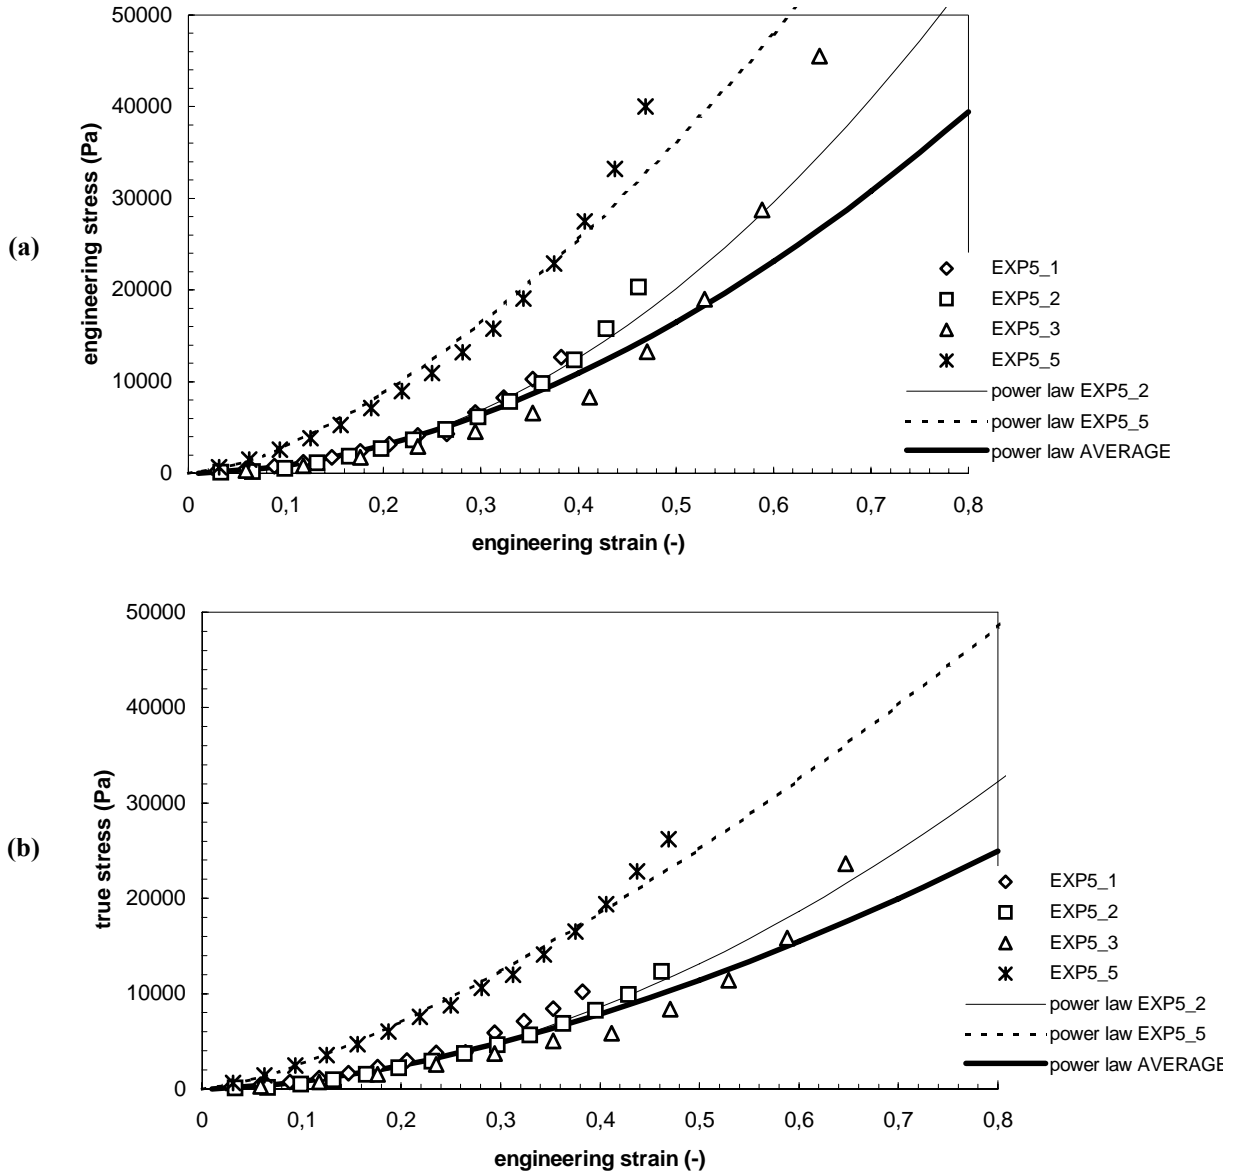 50000
40000
30000
20000
10000
0
engineering stress (Pa)
(a)
0 0,1 0,2 0,3 0,4 0,5 0,6 0,7 0,8
engineering strain (-)
EXP5_1
EXP5_2
EXP5_3
EXP5_5
power law EXP5_2
power law EXP5_5
power law AVERAGE
50000
40000
30000
20000
10000
0
true stress (Pa)
(b)
0 0,1 0,2 0,3 0,4 0,5 0,6 0,7 0,8
engineering strain (-)
EXP5_1
EXP5_2
EXP5_3
EXP5_5
power law EXP5_2
power law EXP5_5
power law AVERAGE